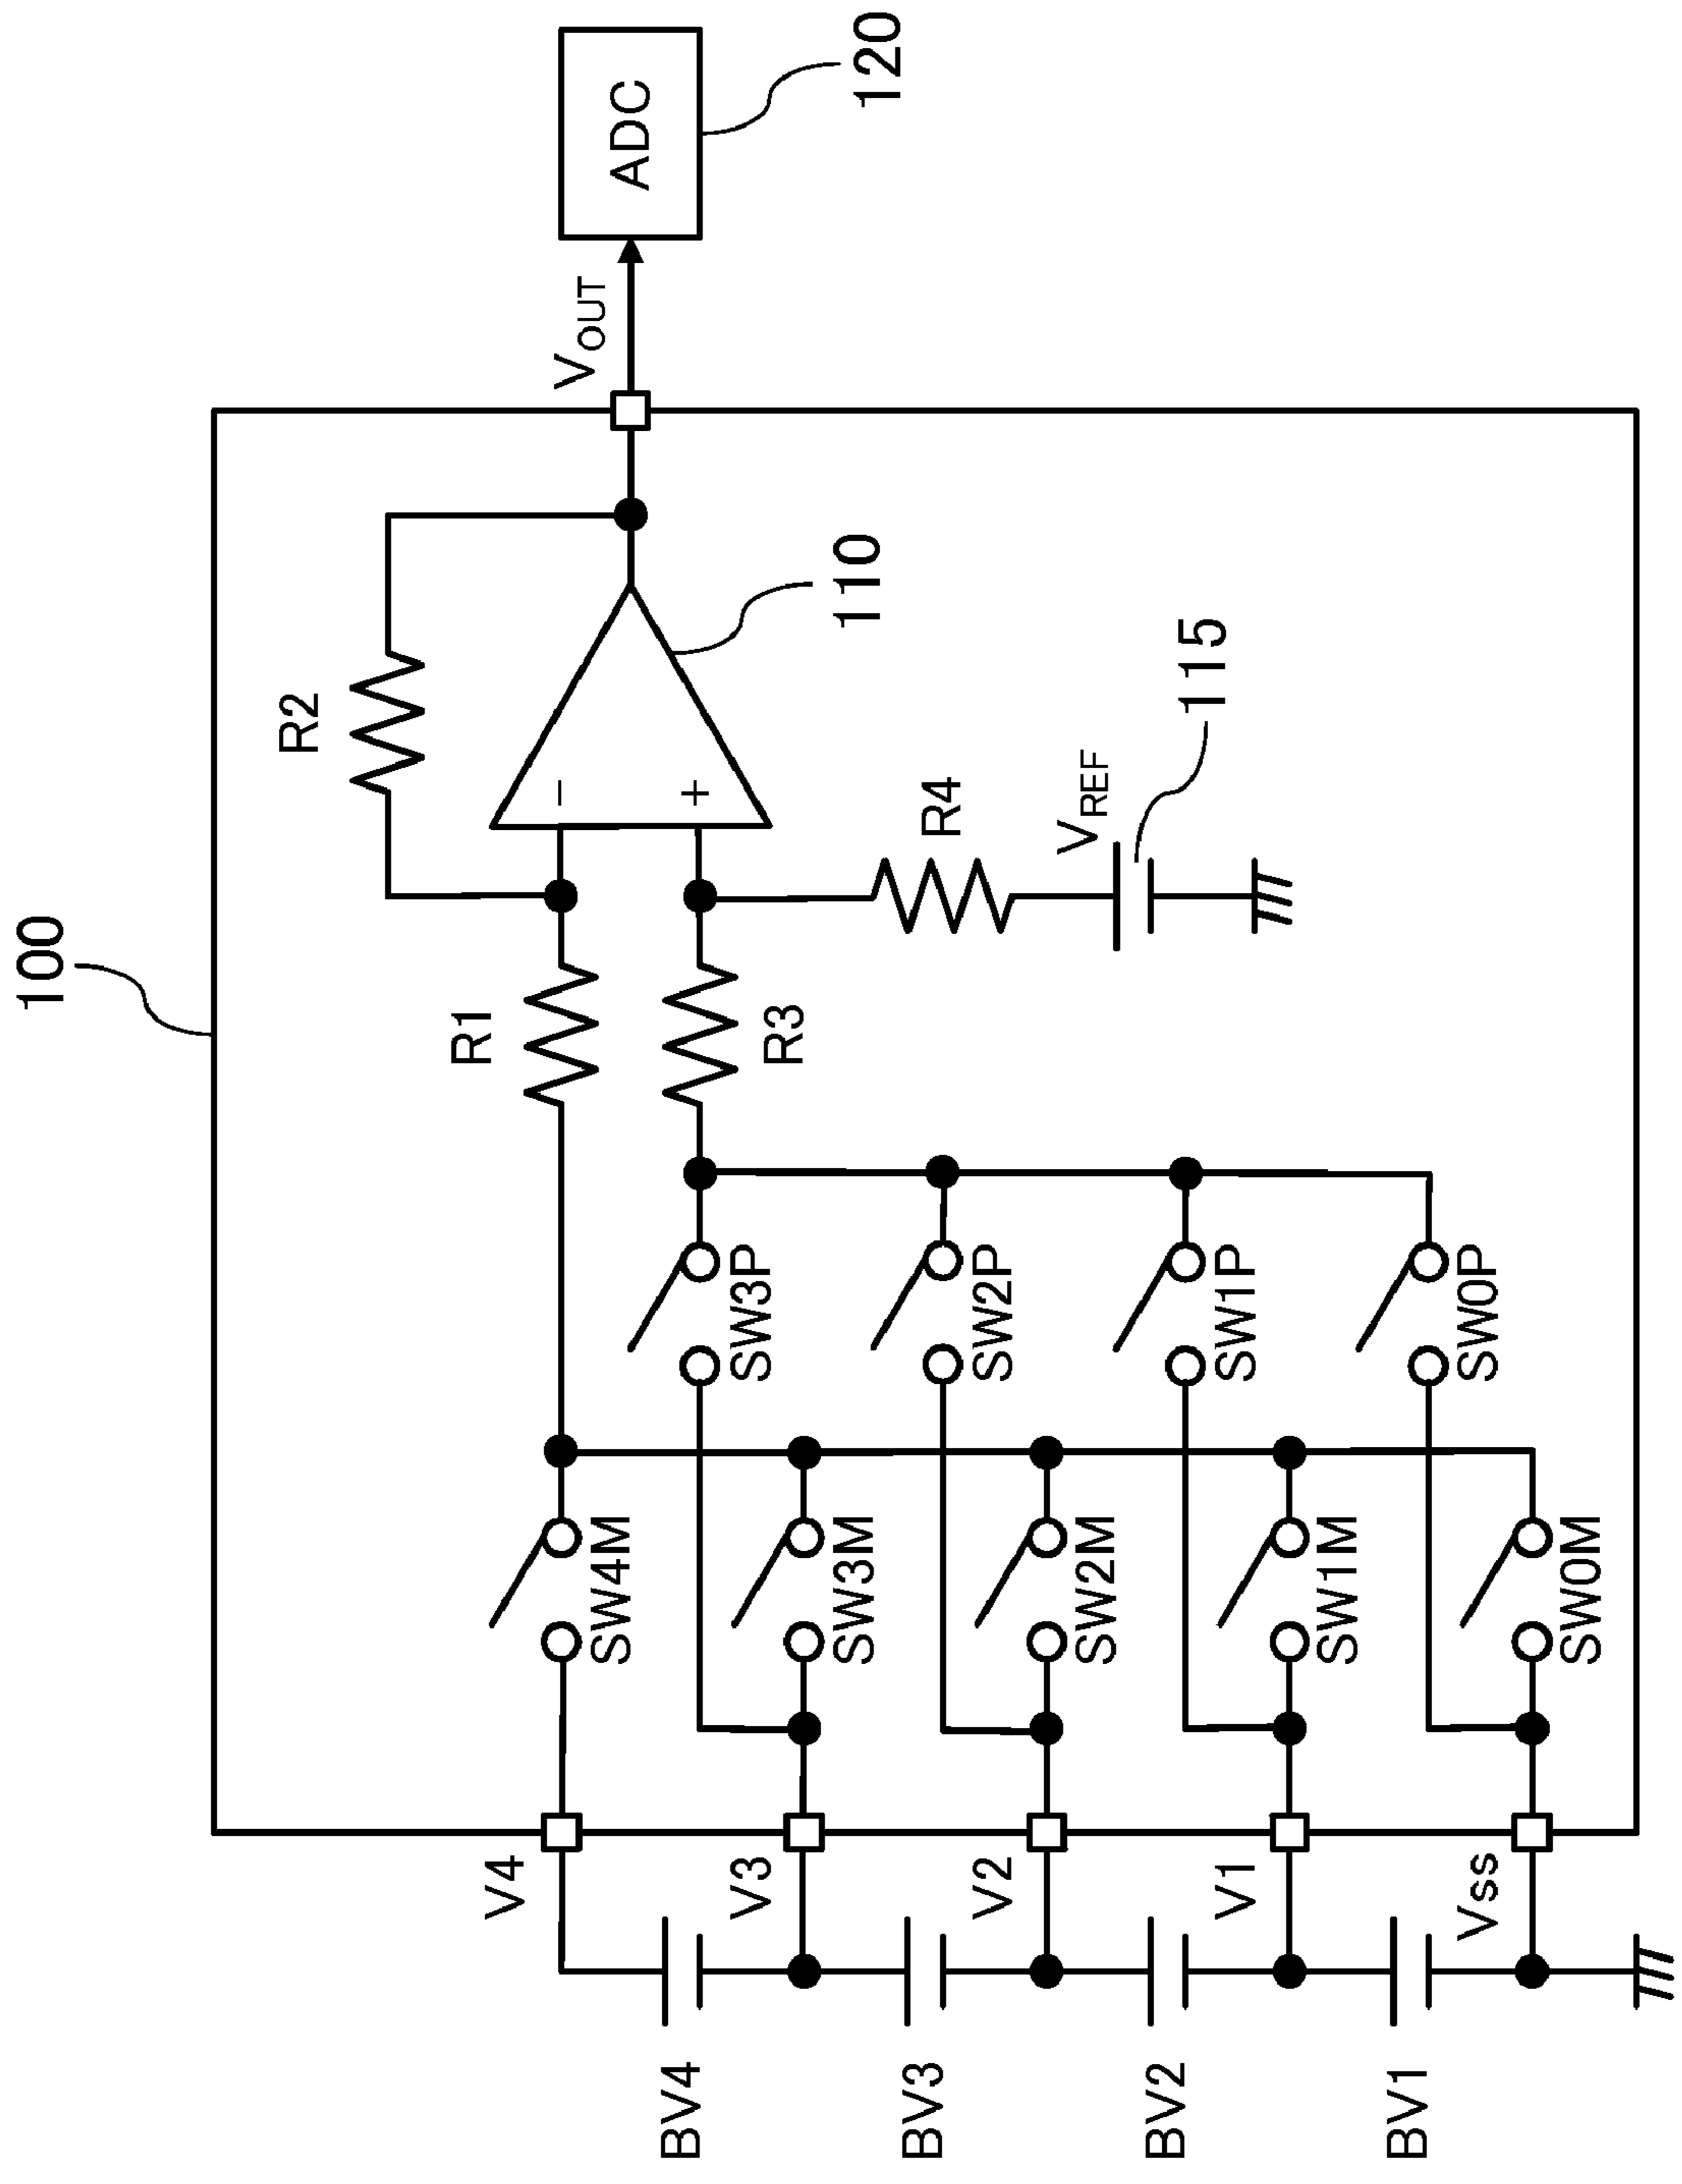 100
R2
VOUT
ADC
120
110
R1
R3
R4
VREF
115
V4
SW4M
SW3P
BV4
V3
SW3M
SW2P
BV3
V2
SW2M
SW1P
BV2
V1
SW1M
SW0P
BV1
Vss
SW0M
−
+